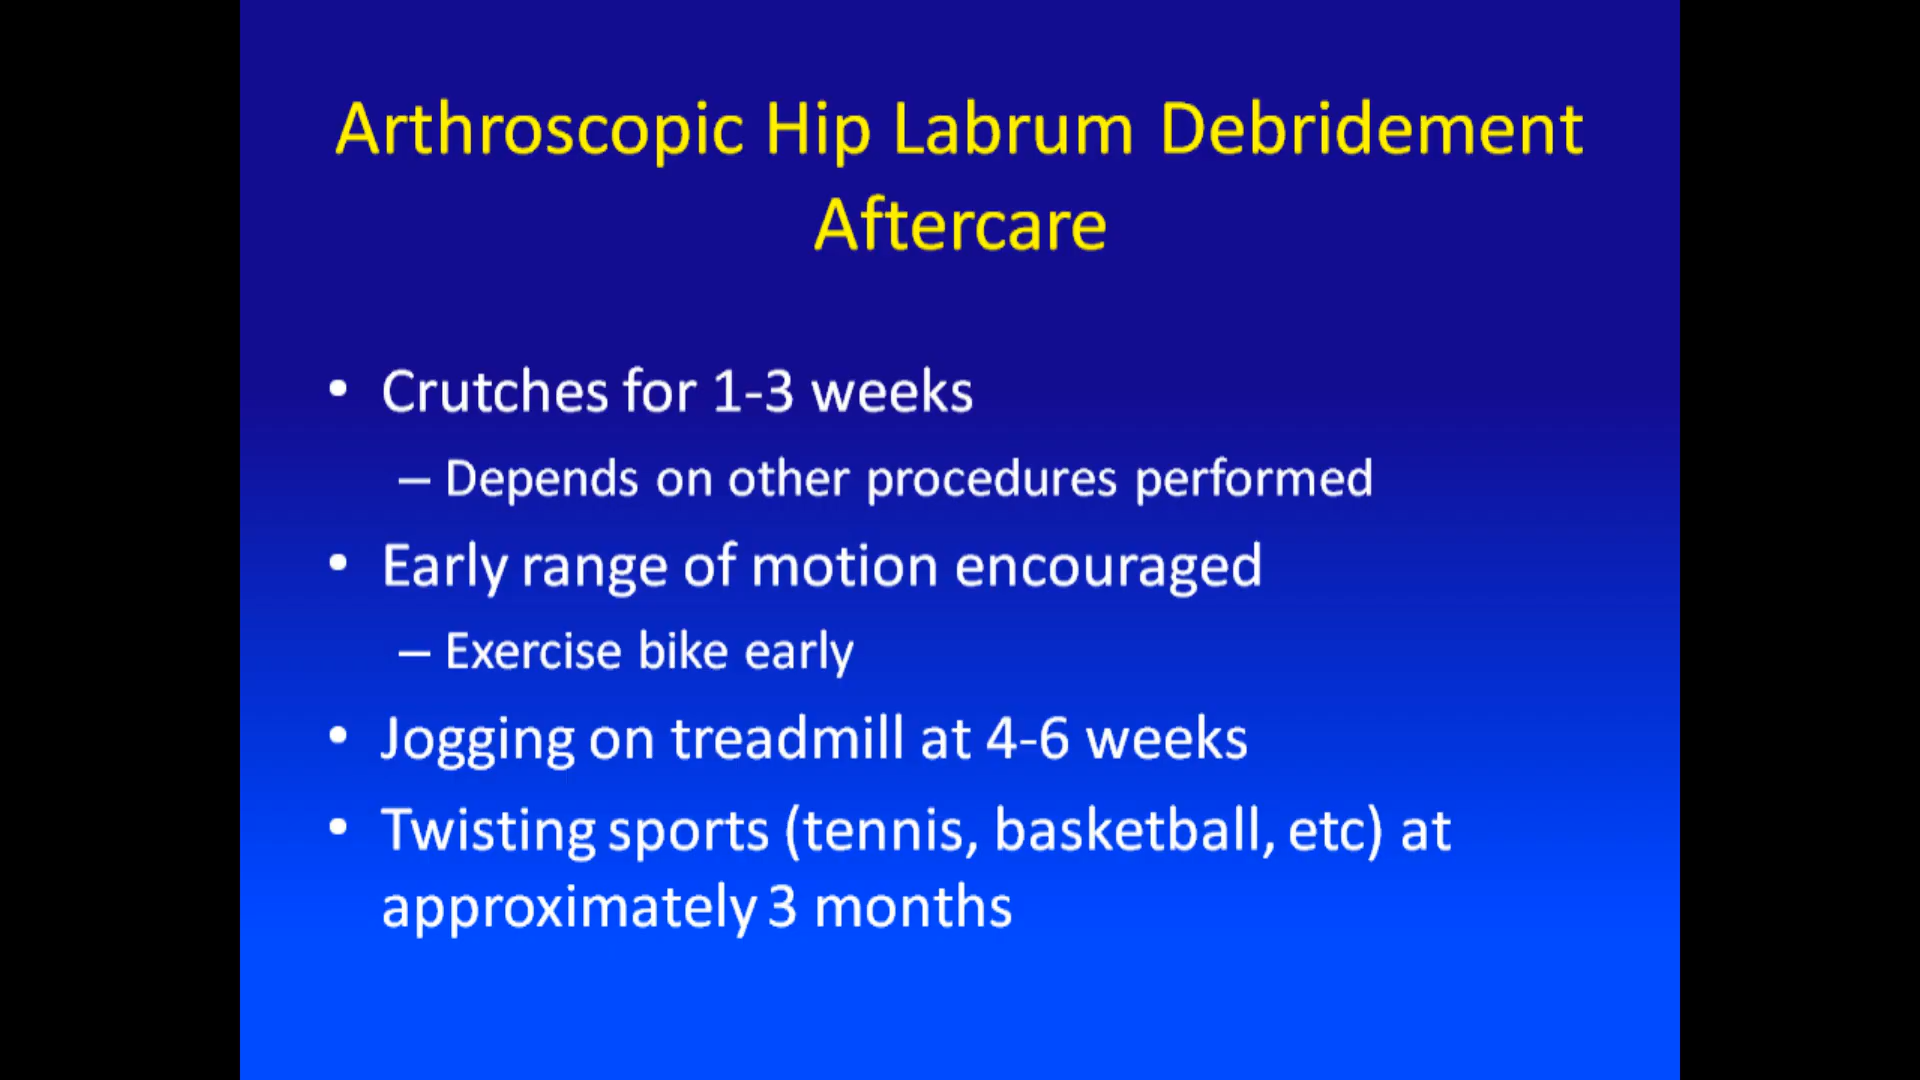 Arthroscopic Hip Labrum Debridement
Aftercare
• Crutches for 1-3 weeks
– Depends on other procedures performed
• Early range of motion encouraged
– Exercise bike early
• Jogging on treadmill at 4-6 weeks
• Twisting sports (tennis, basketball, etc) at
approximately 3 months